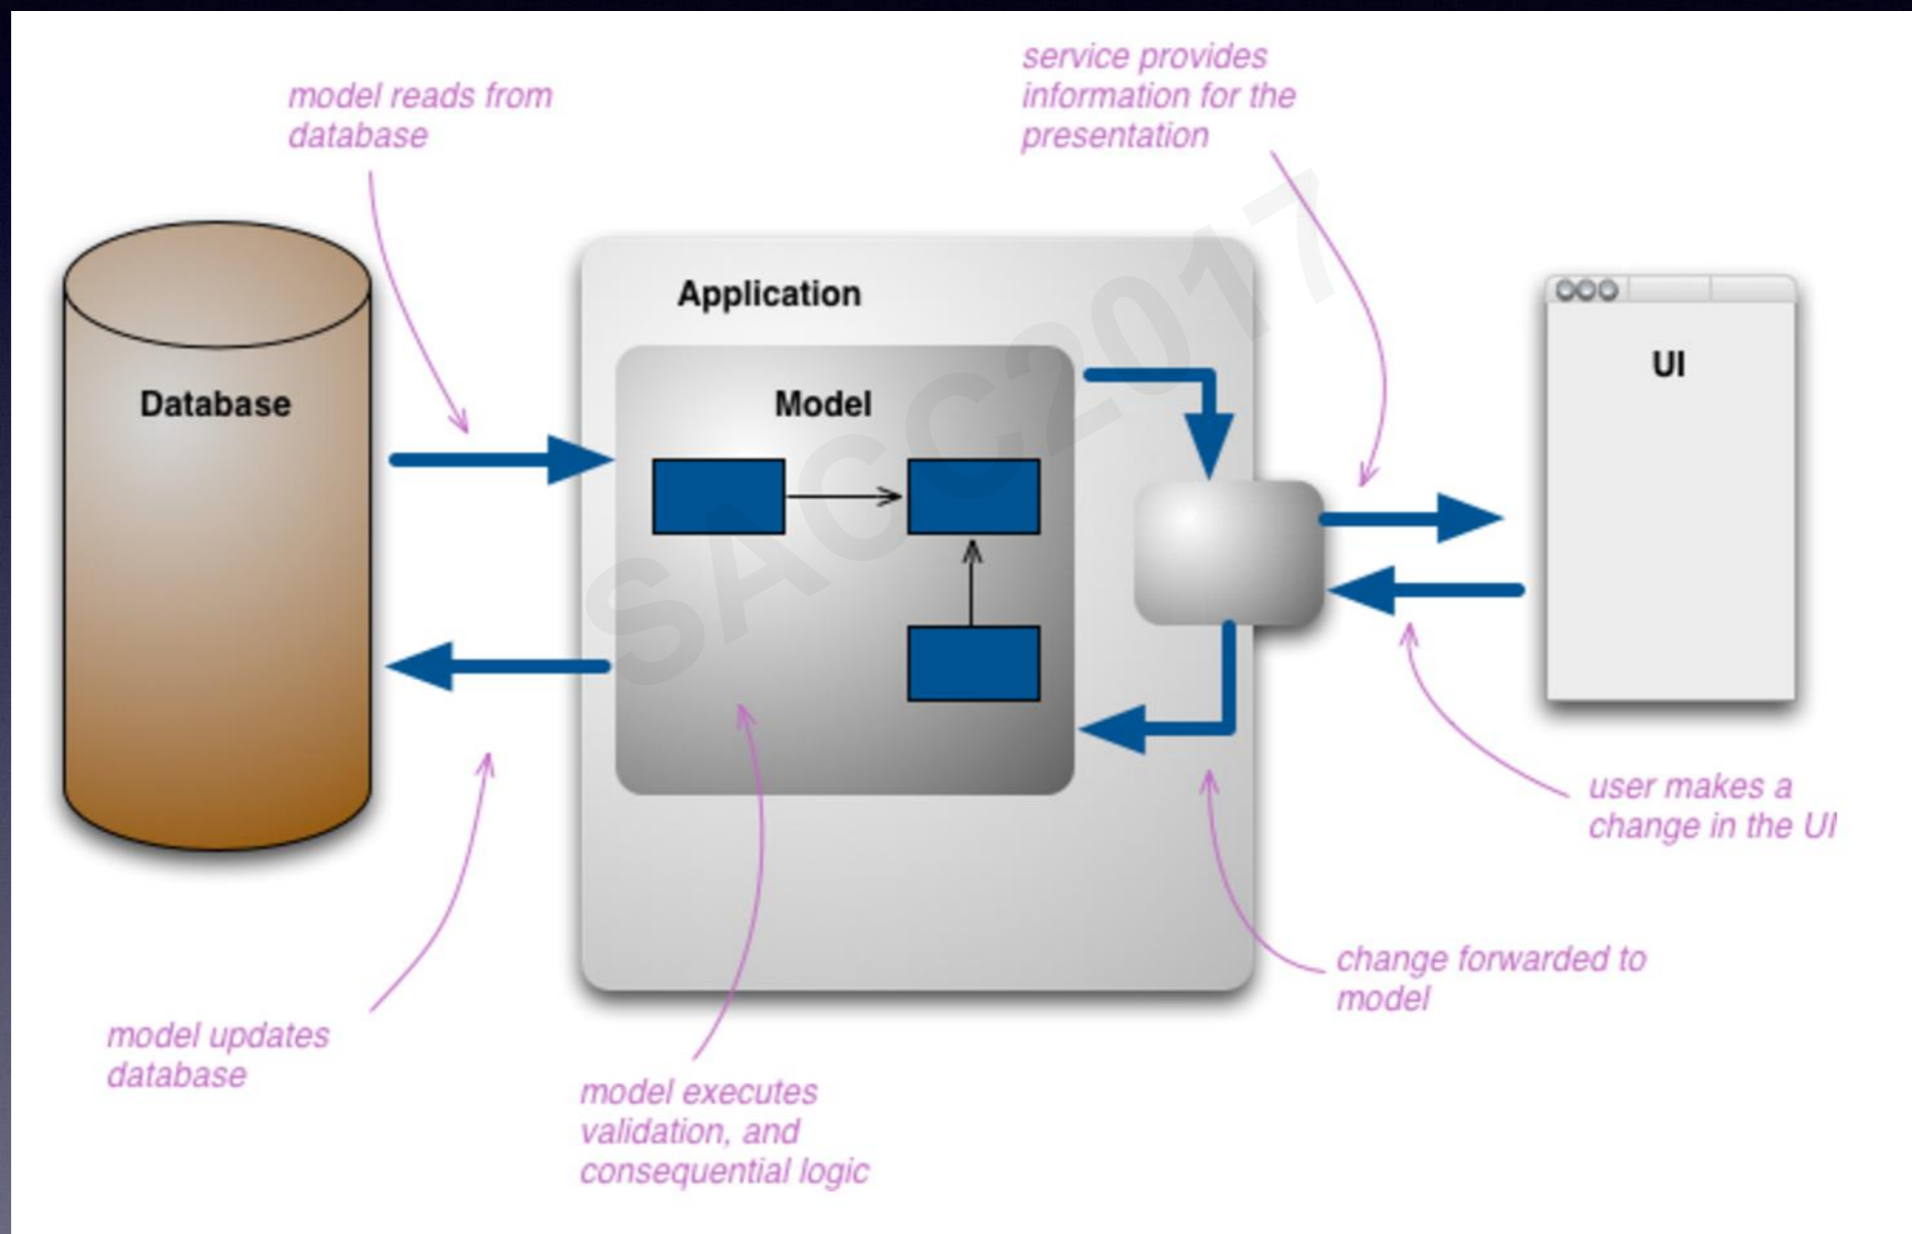 service provides
information for the
presentation
model reads from
database
Application
UI
Database
Model
SACC2017
user makes a
change in the UI
change forwarded to
model
model updates
database
model executes
validation, and
consequential logic